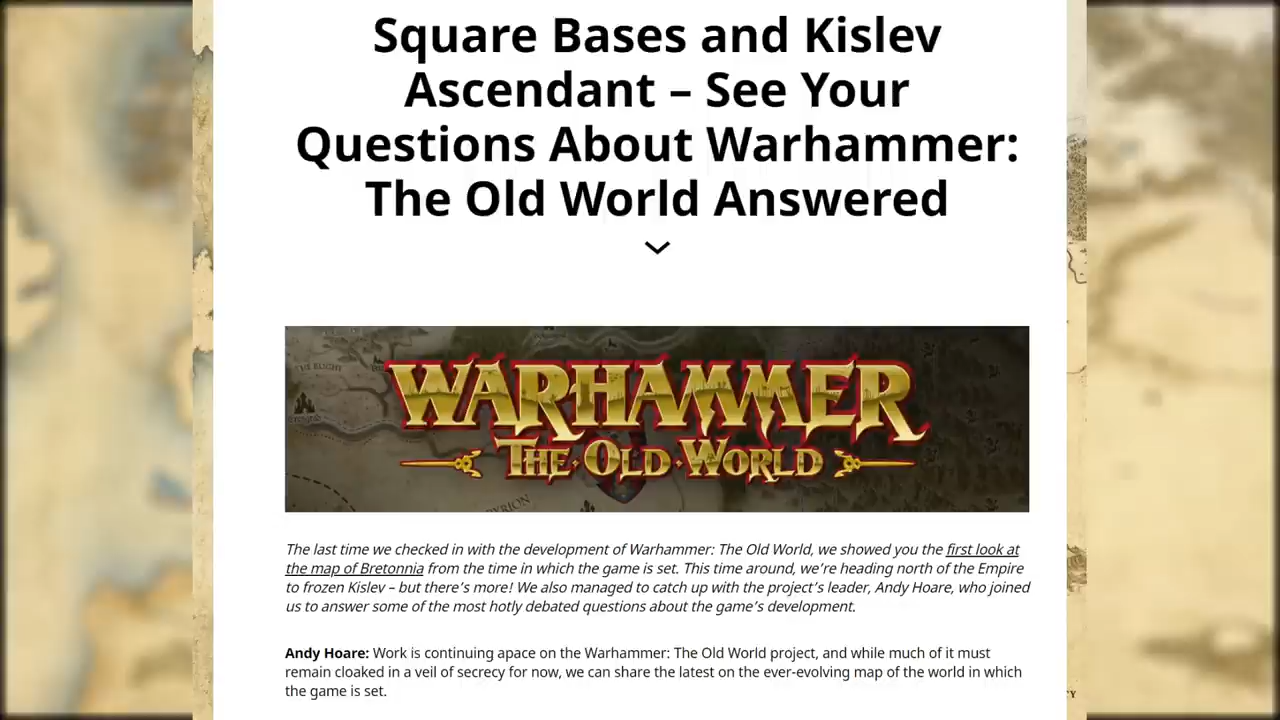 Square Bases and Kislev
Ascendant – See Your
Questions About Warhammer:
The Old World Answered
THE BLIGHT
WARHAMMER
THE·OLD·WORLD
The last time we checked in with the development of Warhammer: The Old World, we showed you the first look at
the map of Bretonnia from the time in which the game is set. This time around, we’re heading north of the Empire
to frozen Kislev – but there’s more! We also managed to catch up with the project’s leader, Andy Hoare, who joined
us to answer some of the most hotly debated questions about the game’s development.
Andy Hoare: Work is continuing apace on the Warhammer: The Old World project, and while much of it must
remain cloaked in a veil of secrecy for now, we can share the latest on the ever-evolving map of the world in which
the game is set.